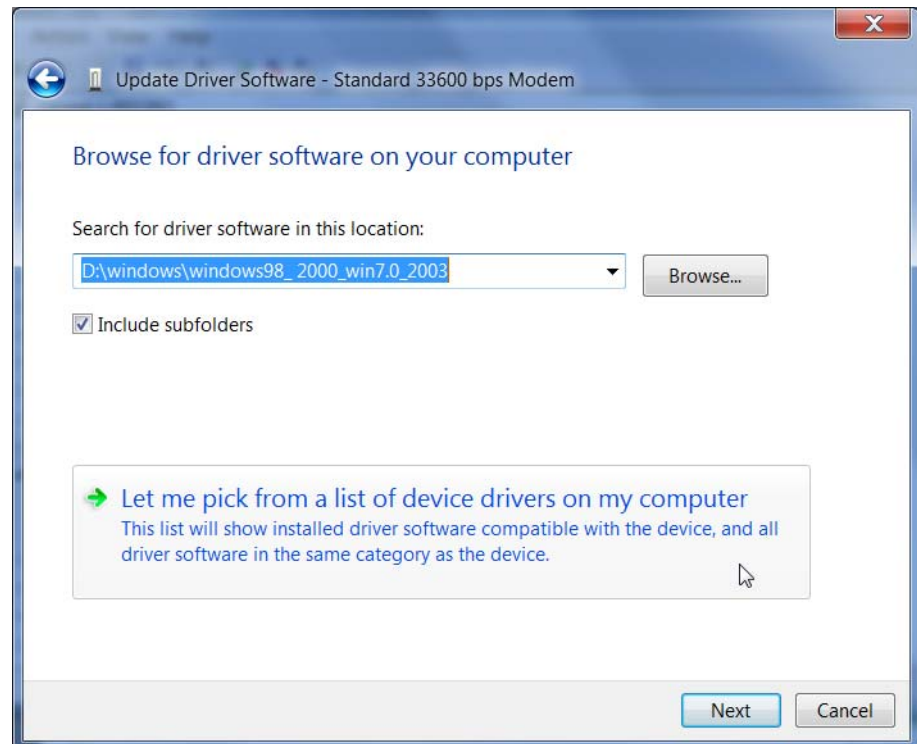 Update Driver Software - Standard 33600 bps Modem
Browse for driver software on your computer
Search for driver software in this location:
D:\windows\windows98_ 2000_win7.0_2003
Browse...
Include subfolders
Let me pick from a list of device drivers on my computer
This list will show installed driver software compatible with the device, and all
driver software in the same category as the device.
Next
Cancel